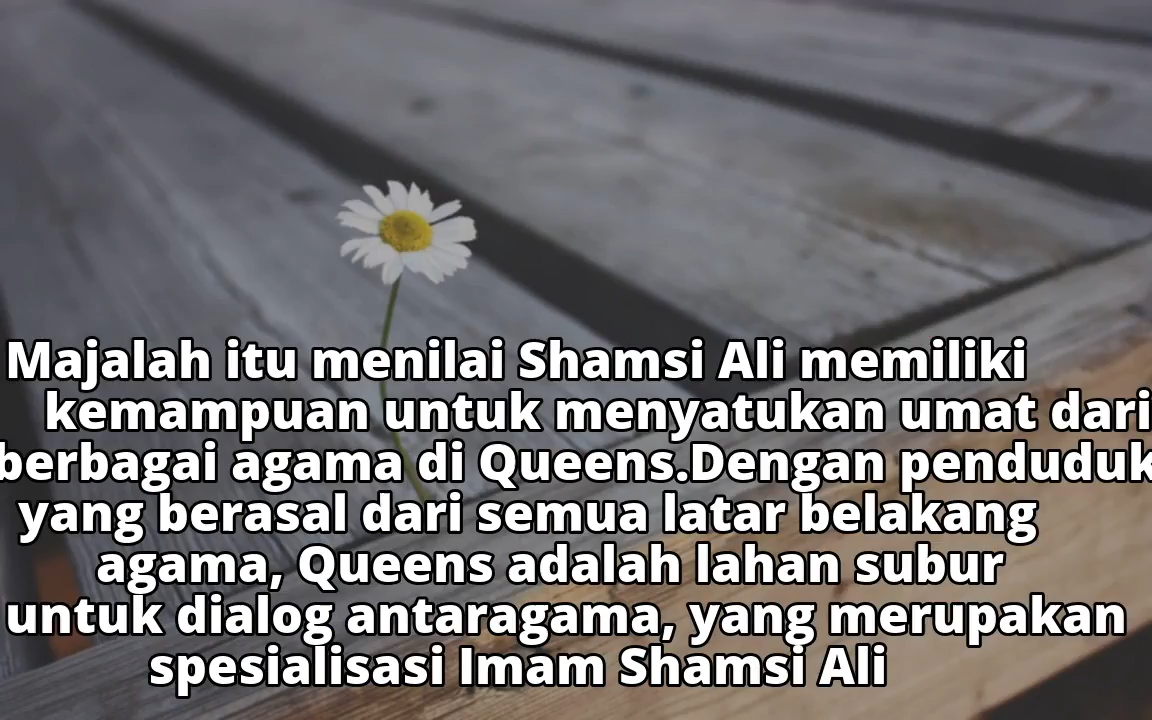 Majalah itu menilai Shamsi Ali memiliki
kemampuan untuk menyatukan umat dari
berbagai agama di Queens.Dengan penduduk
yang berasal dari semua latar belakang
agama, Queens adalah lahan subur
untuk dialog antaragama, yang merupakan
spesialisasi Imam Shamsi Ali